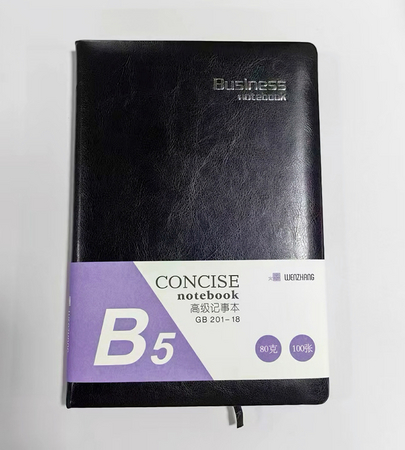 Business
notebook
CONCISE
notebook
高级记事本
GB 201-18
WENZHANG
B5
80克
100张